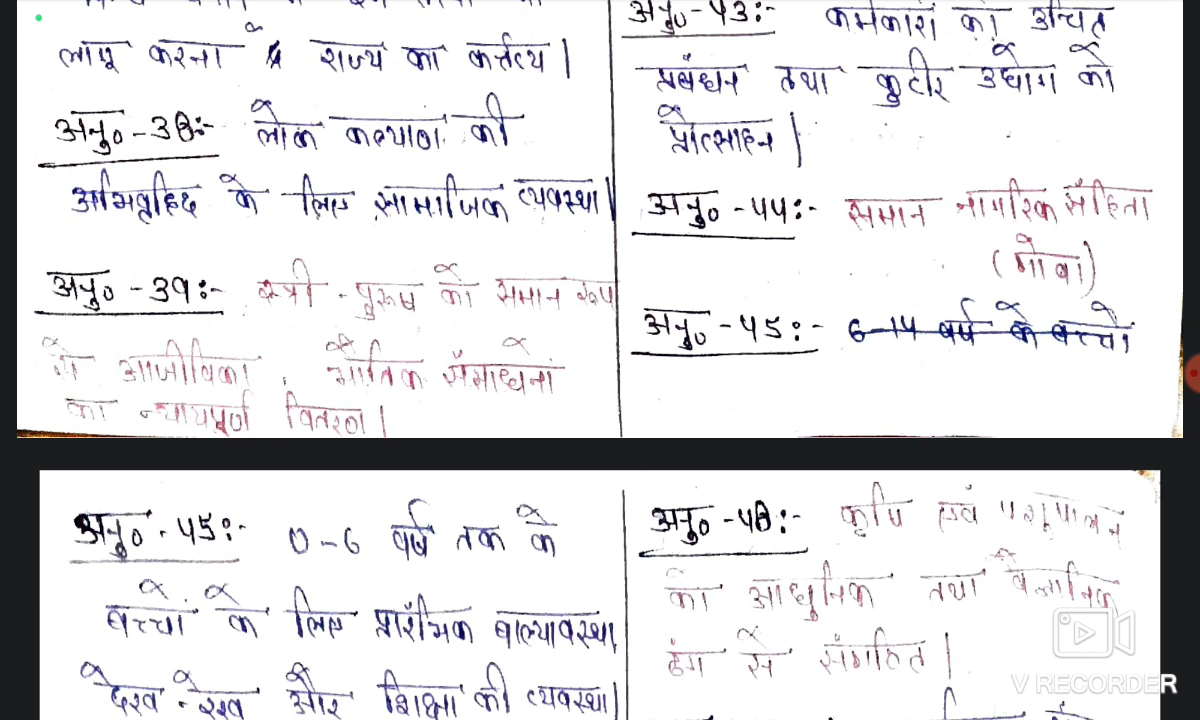 लागू करना राज्य का कर्त्तव्य |
अनु० -38:- लोक कल्याण की
अभिवृद्धि के लिए सामाजिक व्यवस्था |
अनु० -39:- स्त्री - पुरुष को समान रूप
से आजीविका, भौतिक संसाधनों
का न्यायपूर्ण वितरण |
अनु० -43:- कर्मकारों का उचित
प्रबंधन तथा कुटीर उद्योग को
प्रोत्साहन |
अनु० -44:- समान नागरिक संहिता
(गोवा)
अनु० -45:- 6-14 वर्ष के बच्चों
अनु० -45:- 0-6 वर्ष तक के
बच्चों के लिए प्रारंभिक बाल्यावस्था,
देख-रेख और शिक्षा की व्यवस्था |
अनु० -48:- कृषि एवं पशुपालन
को आधुनिक तथा वैज्ञानिक
ढंग से संगठित |
V RECORDER